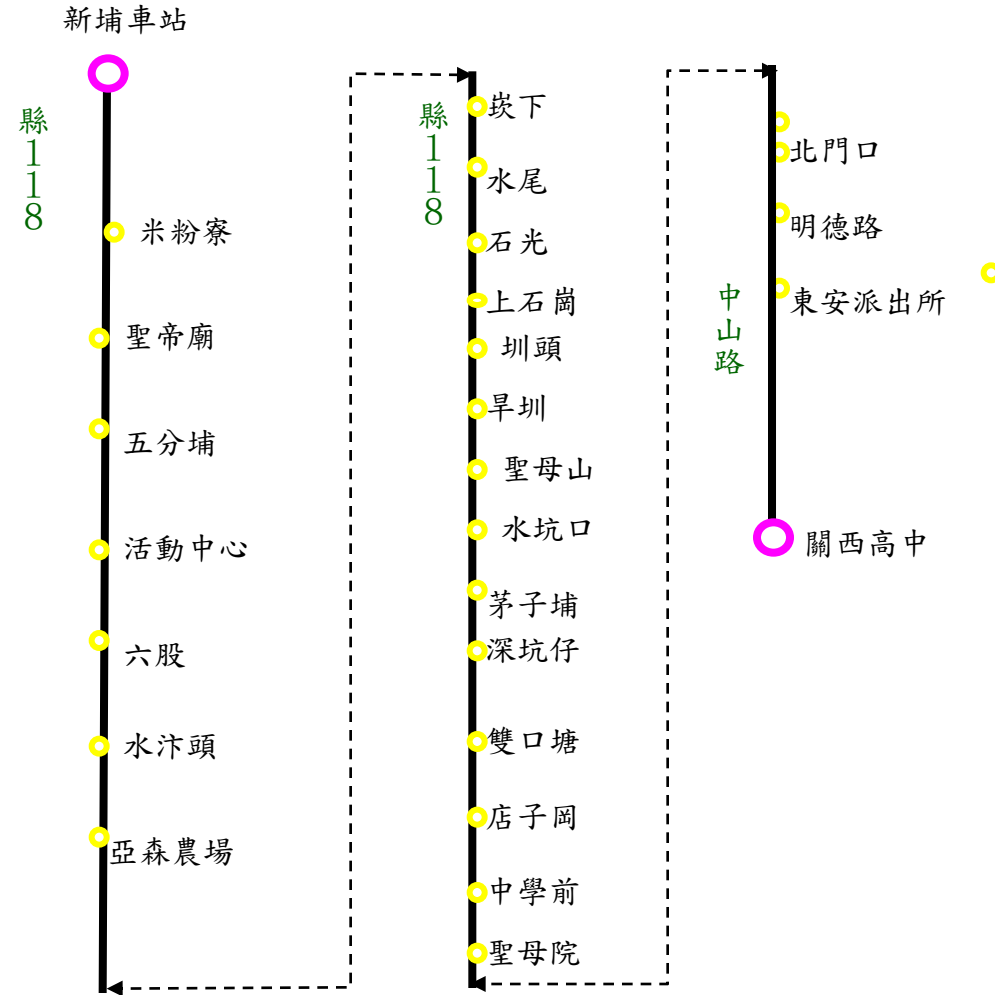 新埔車站
縣118
米粉寮
聖帝廟
五分埔
活動中心
六股
水汴頭
亞森農場
縣118
崁下
水尾
石光
上石崗
圳頭
旱圳
聖母山
水坑口
茅子埔
深坑仔
雙口塘
店子岡
中學前
聖母院
北門口
明德路
東安派出所
中山路
關西高中